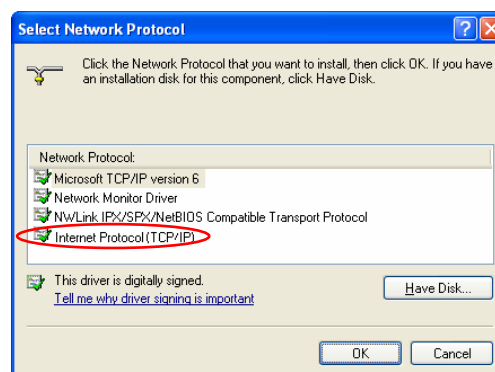 Select Network Protocol
Click the Network Protocol that you want to install, then click OK. If you have
an installation disk for this component, click Have Disk.
Network Protocol:
Microsoft TCP/IP version 6
Network Monitor Driver
NWLink IPX/SPX/NetBIOS Compatible Transport Protocol
Internet Protocol (TCP/IP)
This driver is digitally signed.
Tell me why driver signing is important
Have Disk...
OK
Cancel